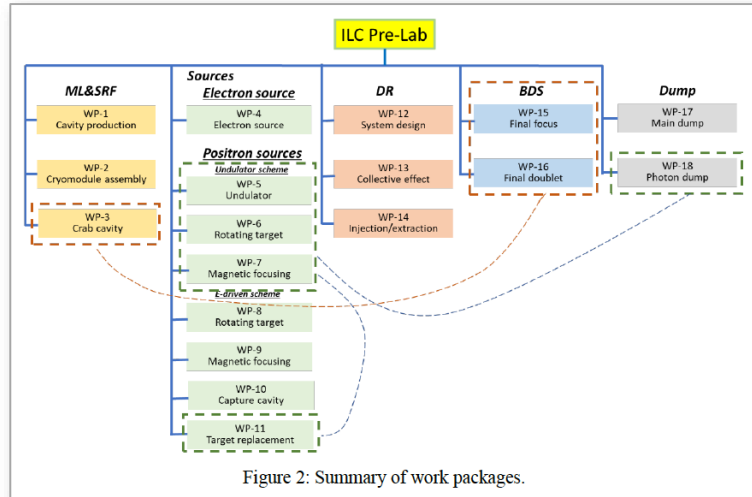 ILC Pre-Lab
ML&SRF
WP-1
Cavity production
WP-2
Cryomodule assembly
WP-3
Crab cavity
Sources
Electron source
WP-4
Electron source
Positron sources
Undulator scheme
WP-5
Undulator
WP-6
Rotating target
WP-7
Magnetic focusing
E-driven scheme
WP-8
Rotating target
WP-9
Magnetic focusing
WP-10
Capture cavity
WP-11
Target replacement
DR
WP-12
System design
WP-13
Collective effect
WP-14
Injection/extraction
BDS
WP-15
Final focus
WP-16
Final doublet
Dump
WP-17
Main dump
WP-18
Photon dump
Figure 2: Summary of work packages.